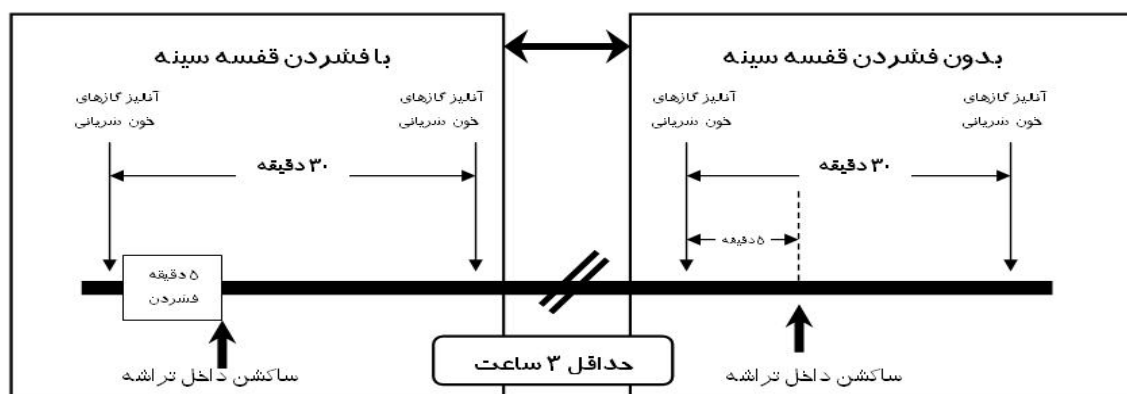 بدون فشردن قفسه سینه
با فشردن قفسه سینه
آنالیز گازهای
خون شریانی
آنالیز گازهای
خون شریانی
آنالیز گازهای
خون شریانی
آنالیز گازهای
خون شریانی
۳۰ دقیقه
۳۰ دقیقه
۵ دقیقه
۵ دقیقه
فشردن
حداقل ۳ ساعت
ساکشن داخل تراشه
ساکشن داخل تراشه